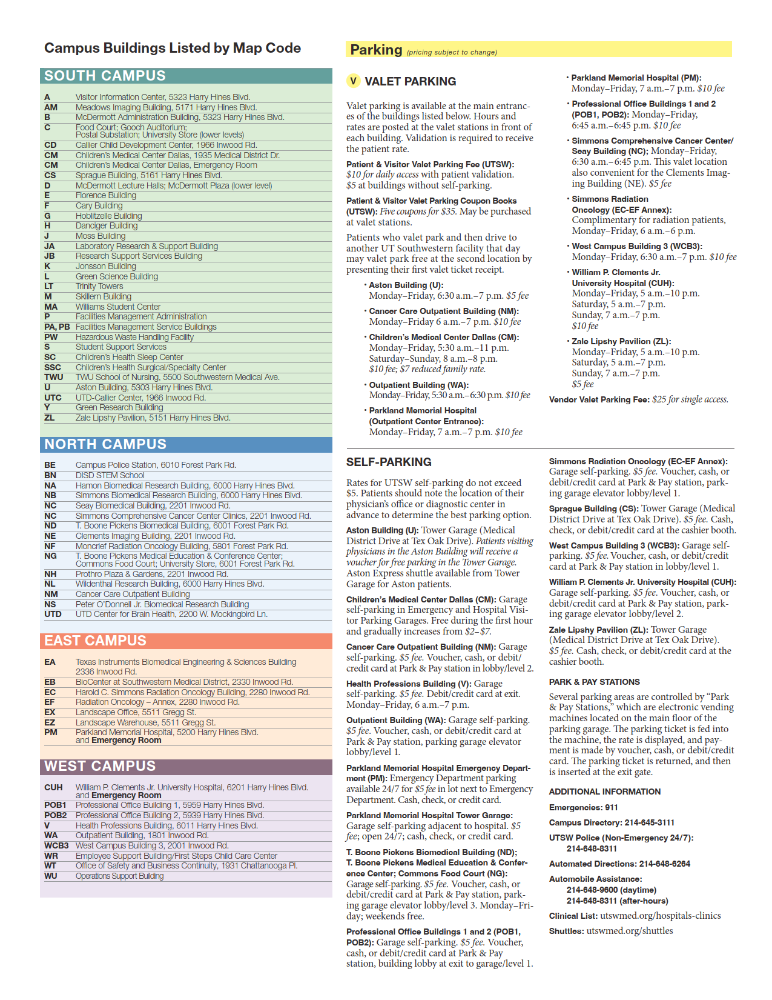 Campus Buildings Listed by Map Code
SOUTH CAMPUS
A Visitor Information Center, 5323 Harry Hines Blvd.
AM Meadows Imaging Building, 5171 Harry Hines Blvd.
B McDermott Administration Building, 5323 Harry Hines Blvd.
C Food Court; Gooch Auditorium;
Postal Substation; University Store (lower levels)
CD Callier Child Development Center, 1966 Inwood Rd.
CM Children's Medical Center Dallas, 1935 Medical District Dr.
CM Children's Medical Center Dallas, Emergency Room
CS Sprague Building, 5161 Harry Hines Blvd.
D McDermott Lecture Halls; McDermott Plaza (lower level)
E Florence Building
F Cary Building
G Hoblitzelle Building
H Danciger Building
J Moss Building
JA Laboratory Research & Support Building
JB Research Support Services Building
K Jonsson Building
L Green Science Building
LT Trinity Towers
M Skillern Building
MA Williams Student Center
P Facilities Management Administration
PA, PB Facilities Management Service Buildings
PW Hazardous Waste Handling Facility
S Student Support Services
SC Children's Health Sleep Center
SSC Children's Health Surgical/Specialty Center
TWU TWU School of Nursing, 5500 Southwestern Medical Ave.
U Aston Building, 5303 Harry Hines Blvd.
UTC UTD-Callier Center, 1966 Inwood Rd.
Y Green Research Building
ZL Zale Lipshy Pavilion, 5151 Harry Hines Blvd.
NORTH CAMPUS
BE Campus Police Station, 6010 Forest Park Rd.
BN DISD STEM School
NA Hamon Biomedical Research Building, 6000 Harry Hines Blvd.
NB Simmons Biomedical Research Building, 6000 Harry Hines Blvd.
NC Seay Biomedical Building, 2201 Inwood Rd.
NC Simmons Comprehensive Cancer Center Clinics, 2201 Inwood Rd.
ND T. Boone Pickens Biomedical Building, 6001 Forest Park Rd.
NE Clements Imaging Building, 2201 Inwood Rd.
NF Moncrief Radiation Oncology Building, 5801 Forest Park Rd.
NG T. Boone Pickens Medical Education & Conference Center;
Commons Food Court; University Store, 6001 Forest Park Rd.
NH Prothro Plaza & Gardens, 2201 Inwood Rd.
NL Wildenthal Research Building, 6000 Harry Hines Blvd.
NM Cancer Care Outpatient Building
NS Peter O'Donnell Jr. Biomedical Research Building
UTD UTD Center for Brain Health, 2200 W. Mockingbird Ln.
EAST CAMPUS
EA Texas Instruments Biomedical Engineering & Sciences Building
2336 Inwood Rd.
EB BioCenter at Southwestern Medical District, 2330 Inwood Rd.
EC Harold C. Simmons Radiation Oncology Building, 2280 Inwood Rd.
EF Radiation Oncology – Annex, 2280 Inwood Rd.
EX Landscape Office, 5511 Gregg St.
EZ Landscape Warehouse, 5511 Gregg St.
PM Parkland Memorial Hospital, 5200 Harry Hines Blvd.
and Emergency Room
WEST CAMPUS
CUH William P. Clements Jr. University Hospital, 6201 Harry Hines Blvd.
and Emergency Room
POB1 Professional Office Building 1, 5959 Harry Hines Blvd.
POB2 Professional Office Building 2, 5939 Harry Hines Blvd.
V Health Professions Building, 6011 Harry Hines Blvd.
WA Outpatient Building, 1801 Inwood Rd.
WCB3 West Campus Building 3, 2001 Inwood Rd.
WR Employee Support Building/First Steps Child Care Center
WT Office of Safety and Business Continuity, 1931 Chattanooga Pl.
WU Operations Support Building
Parking (pricing subject to change)
V VALET PARKING
Valet parking is available at the main entranc-
es of the buildings listed below. Hours and
rates are posted at the valet stations in front of
each building. Validation is required to receive
the patient rate.
Patient & Visitor Valet Parking Fee (UTSW):
$10 for daily access with patient validation.
$5 at buildings without self-parking.
Patient & Visitor Valet Parking Coupon Books
(UTSW): Five coupons for $35. May be purchased
at valet stations.
Patients who valet park and then drive to
another UT Southwestern facility that day
may valet park free at the second location by
presenting their first valet ticket receipt.
• Aston Building (U):
Monday–Friday, 6:30 a.m.–7 p.m. $5 fee
• Cancer Care Outpatient Building (NM):
Monday–Friday 6 a.m.–7 p.m. $10 fee
• Children's Medical Center Dallas (CM):
Monday–Friday, 5:30 a.m.–11 p.m.
Saturday–Sunday, 8 a.m.–8 p.m.
$10 fee; $7 reduced family rate.
• Outpatient Building (WA):
Monday–Friday, 5:30 a.m.–6:30 p.m. $10 fee
• Parkland Memorial Hospital
(Outpatient Center Entrance):
Monday–Friday, 7 a.m.–7 p.m. $10 fee
• Parkland Memorial Hospital (PM):
Monday–Friday, 7 a.m.–7 p.m. $10 fee
• Professional Office Buildings 1 and 2
(POB1, POB2): Monday–Friday,
6:45 a.m.–6:45 p.m. $10 fee
• Simmons Comprehensive Cancer Center/
Seay Building (NC); Monday–Friday,
6:30 a.m.–6:45 p.m. This valet location
also convenient for the Clements Imag-
ing Building (NE). $5 fee
• Simmons Radiation
Oncology (EC-EF Annex):
Complimentary for radiation patients,
Monday–Friday, 6 a.m.–6 p.m.
• West Campus Building 3 (WCB3):
Monday–Friday, 6:30 a.m.–7 p.m. $10 fee
• William P. Clements Jr.
University Hospital (CUH):
Monday–Friday, 5 a.m.–10 p.m.
Saturday, 5 a.m.–7 p.m.
Sunday, 7 a.m.–7 p.m.
$10 fee
• Zale Lipshy Pavilion (ZL):
Monday–Friday, 5 a.m.–10 p.m.
Saturday, 5 a.m.–7 p.m.
Sunday, 7 a.m.–7 p.m.
$5 fee
Vendor Valet Parking Fee: $25 for single access.
SELF-PARKING
Rates for UTSW self-parking do not exceed
$5. Patients should note the location of their
physician's office or diagnostic center in
advance to determine the best parking option.
Aston Building (U): Tower Garage (Medical
District Drive at Tex Oak Drive). Patients visiting
physicians in the Aston Building will receive a
voucher for free parking in the Tower Garage.
Aston Express shuttle available from Tower
Garage for Aston patients.
Children's Medical Center Dallas (CM): Garage
self-parking in Emergency and Hospital Visi-
tor Parking Garages. Free during the first hour
and gradually increases from $2–$7.
Cancer Care Outpatient Building (NM): Garage
self-parking. $5 fee. Voucher, cash, or debit/
credit card at Park & Pay station in lobby/level 2.
Health Professions Building (V): Garage
self-parking. $5 fee. Debit/credit card at exit.
Monday–Friday, 6 a.m.–7 p.m.
Outpatient Building (WA): Garage self-parking.
$5 fee. Voucher, cash, or debit/credit card at
Park & Pay station, parking garage elevator
lobby/level 1.
Parkland Memorial Hospital Emergency Depart-
ment (PM): Emergency Department parking
available 24/7 for $5 fee in lot next to Emergency
Department. Cash, check, or credit card.
Parkland Memorial Hospital Tower Garage:
Garage self-parking adjacent to hospital. $5
fee; open 24/7; cash, check, or credit card.
T. Boone Pickens Biomedical Building (ND);
T. Boone Pickens Medical Education & Confer-
ence Center; Commons Food Court (NG):
Garage self-parking. $5 fee. Voucher, cash, or
debit/credit card at Park & Pay station, park-
ing garage elevator lobby/level 3. Monday–Fri-
day; weekends free.
Professional Office Buildings 1 and 2 (POB1,
POB2): Garage self-parking. $5 fee. Voucher,
cash, or debit/credit card at Park & Pay
station, building lobby at exit to garage/level 1.
Simmons Radiation Oncology (EC-EF Annex):
Garage self-parking. $5 fee. Voucher, cash, or
debit/credit card at Park & Pay station, park-
ing garage elevator lobby/level 1.
Sprague Building (CS): Tower Garage (Medical
District Drive at Tex Oak Drive). $5 fee. Cash,
check, or debit/credit card at the cashier booth.
West Campus Building 3 (WCB3): Garage self-
parking. $5 fee. Voucher, cash, or debit/credit
card at Park & Pay station in lobby/level 1.
William P. Clements Jr. University Hospital (CUH):
Garage self-parking. $5 fee. Voucher, cash, or
debit/credit card at Park & Pay station, park-
ing garage elevator lobby/level 2.
Zale Lipshy Pavilion (ZL): Tower Garage
(Medical District Drive at Tex Oak Drive).
$5 fee. Cash, check, or debit/credit card at the
cashier booth.
PARK & PAY STATIONS
Several parking areas are controlled by “Park
& Pay Stations,” which are electronic vending
machines located on the main floor of the
parking garage. The parking ticket is fed into
the machine, the rate is displayed, and pay-
ment is made by voucher, cash, or debit/credit
card. The parking ticket is returned, and then
is inserted at the exit gate.
ADDITIONAL INFORMATION
Emergencies: 911
Campus Directory: 214-645-3111
UTSW Police (Non-Emergency 24/7):
214-648-8311
Automated Directions: 214-648-6264
Automobile Assistance:
214-648-9600 (daytime)
214-648-8311 (after-hours)
Clinical List: utswmed.org/hospitals-clinics
Shuttles: utswmed.org/shuttles